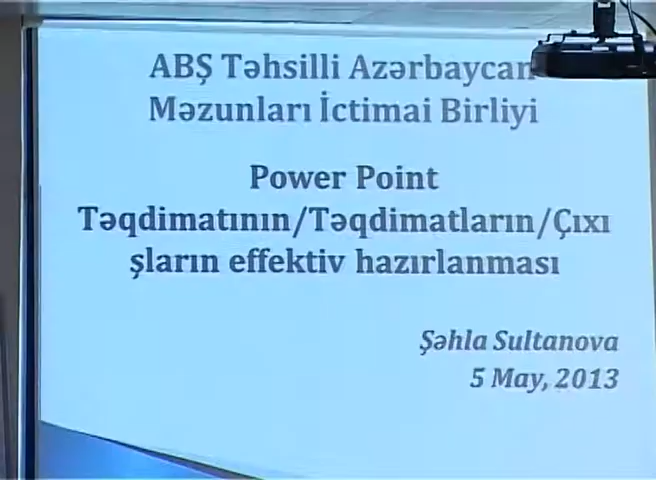 ABŞ Təhsilli Azərbaycan
Məzunları İctimai Birliyi
Power Point
Təqdimatının/Təqdimatların/Çıxı
şların effektiv hazırlanması
Şəhla Sultanova
5 May, 2013